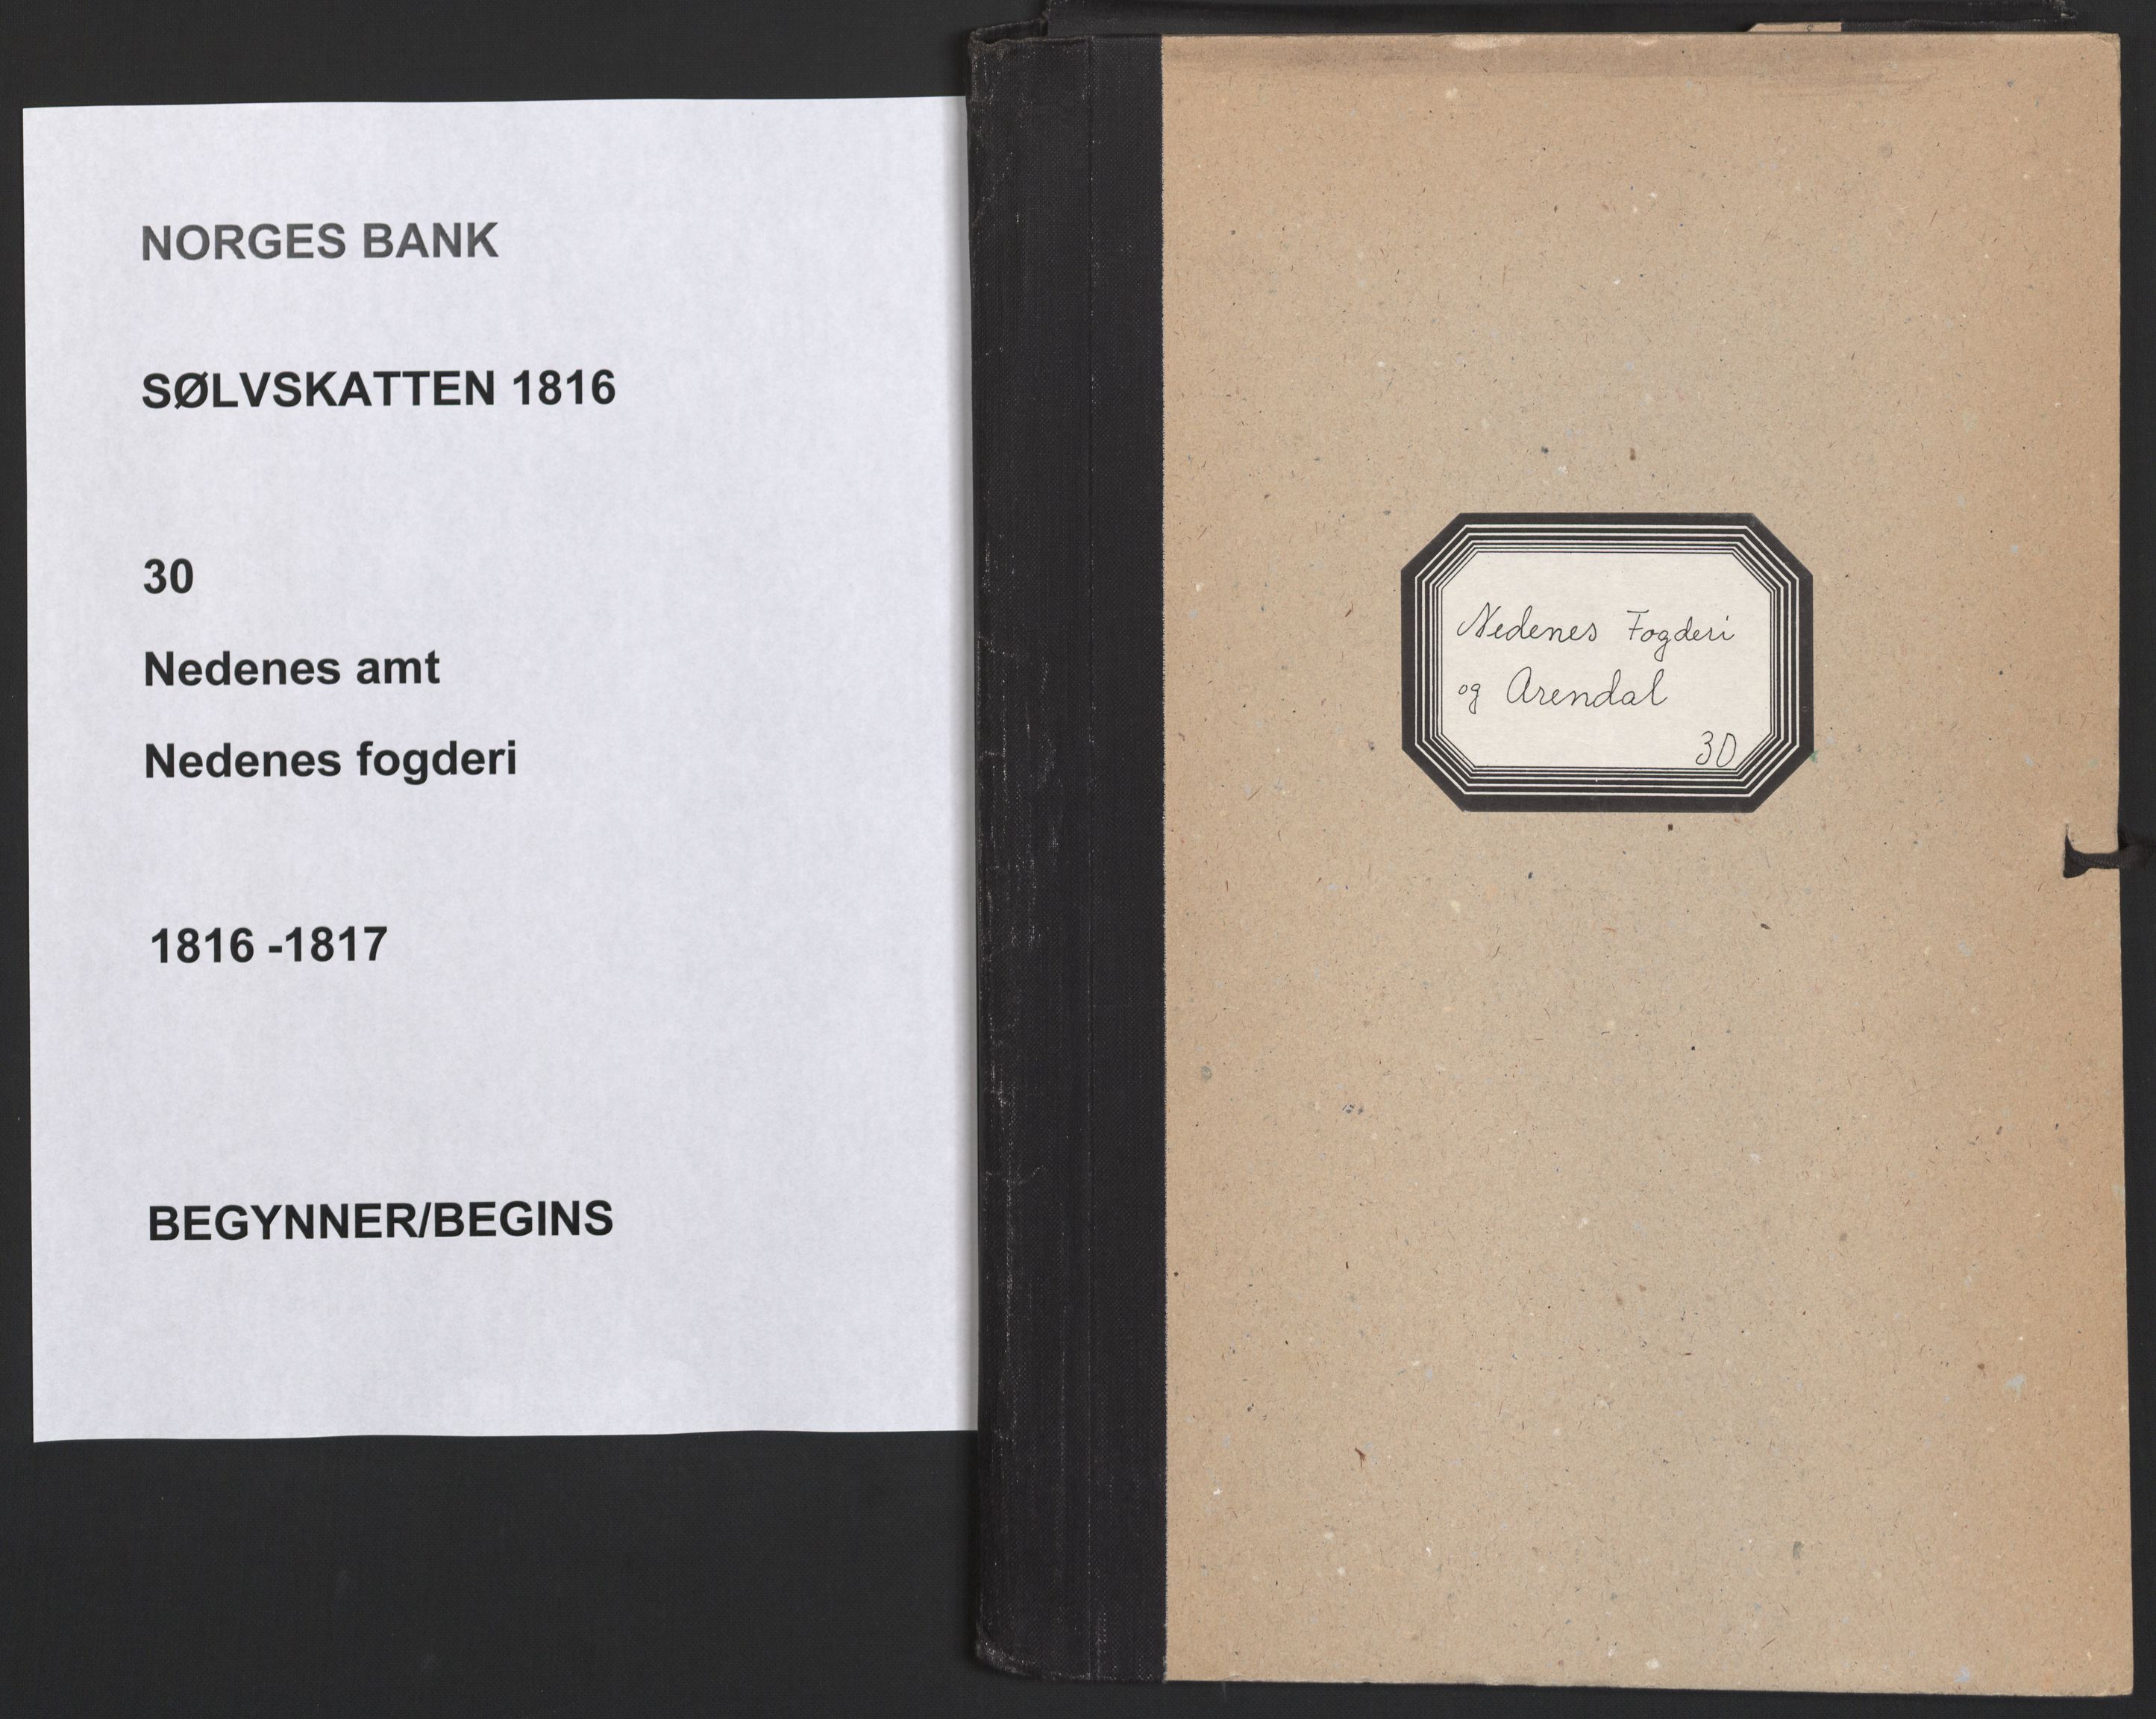 NORGES BANK
SØLVSKATTEN 1816
30
Nedenes amt
Nedenes fogderi
1816 -1817
BEGYNNER/BEGINS
Nedenes Fogderi
og Arendal
30